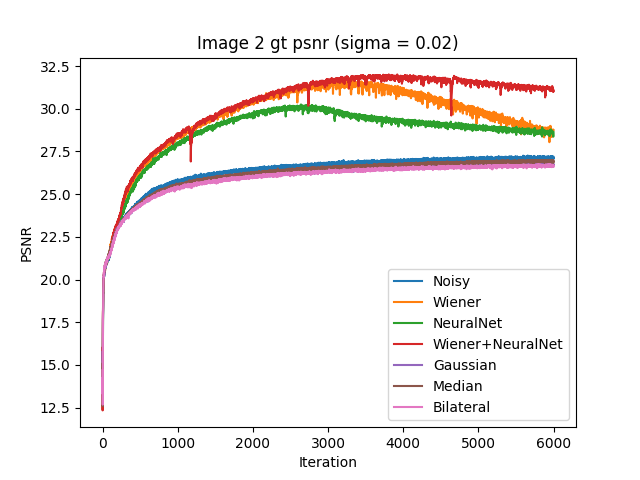 Image 2 gt psnr (sigma = 0.02)
PSNR
32.5
30.0
27.5
25.0
22.5
20.0
17.5
15.0
12.5
Noisy
Wiener
NeuralNet
Wiener+NeuralNet
Gaussian
Median
Bilateral
0 1000 2000 3000 4000 5000 6000
Iteration